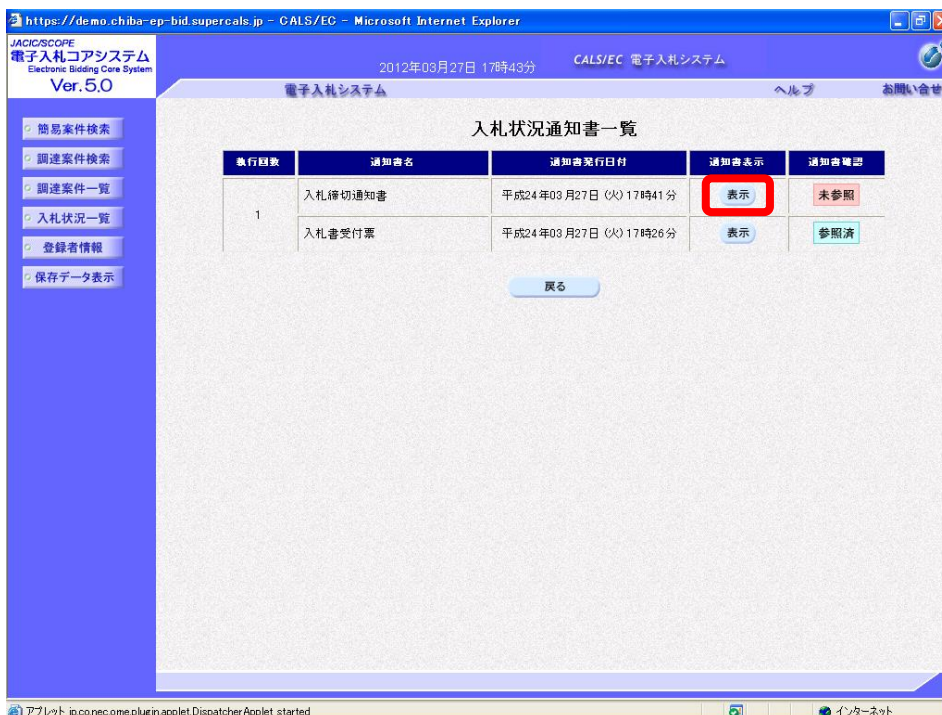 https://demo.chiba-ep-bid.supercals.jp - CALS/EC - Microsoft Internet Explorer
JACIC/SCOPE
電子入札コアシステム
Electronic Bidding Core System
Ver.5.0
2012年03月27日 17時43分
CALS/EC 電子入札システム
電子入札システム
ヘルプ
お問い合せ
簡易案件検索
調達案件検索
調達案件一覧
入札状況一覧
登録者情報
保存データ表示
入札状況通知書一覧
執行回数 通知書名 通知書発行日付 通知書表示 通知書確認
1
入札締切通知書 平成24年03月27日 (火) 17時41分 表示 未参照
入札書受付票 平成24年03月27日 (火) 17時26分 表示 参照済
戻る
アプレット jp.co.nec.ome.plugin.applet.DispatcherApplet started
インターネット